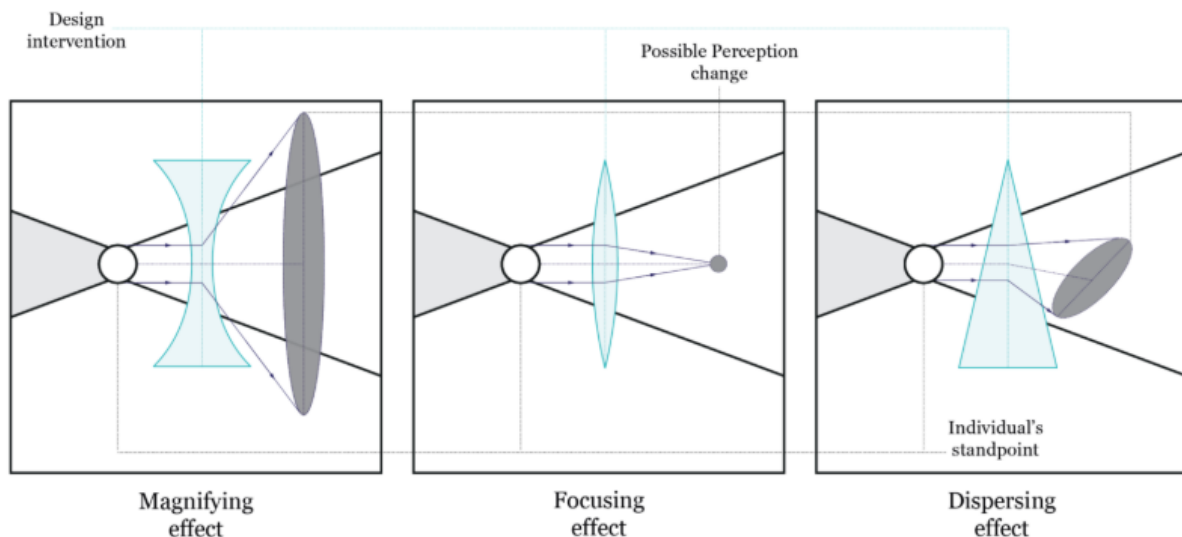 Design
intervention
Possible Perception
change
Individual's
standpoint
Magnifying
effect
Focusing
effect
Dispersing
effect